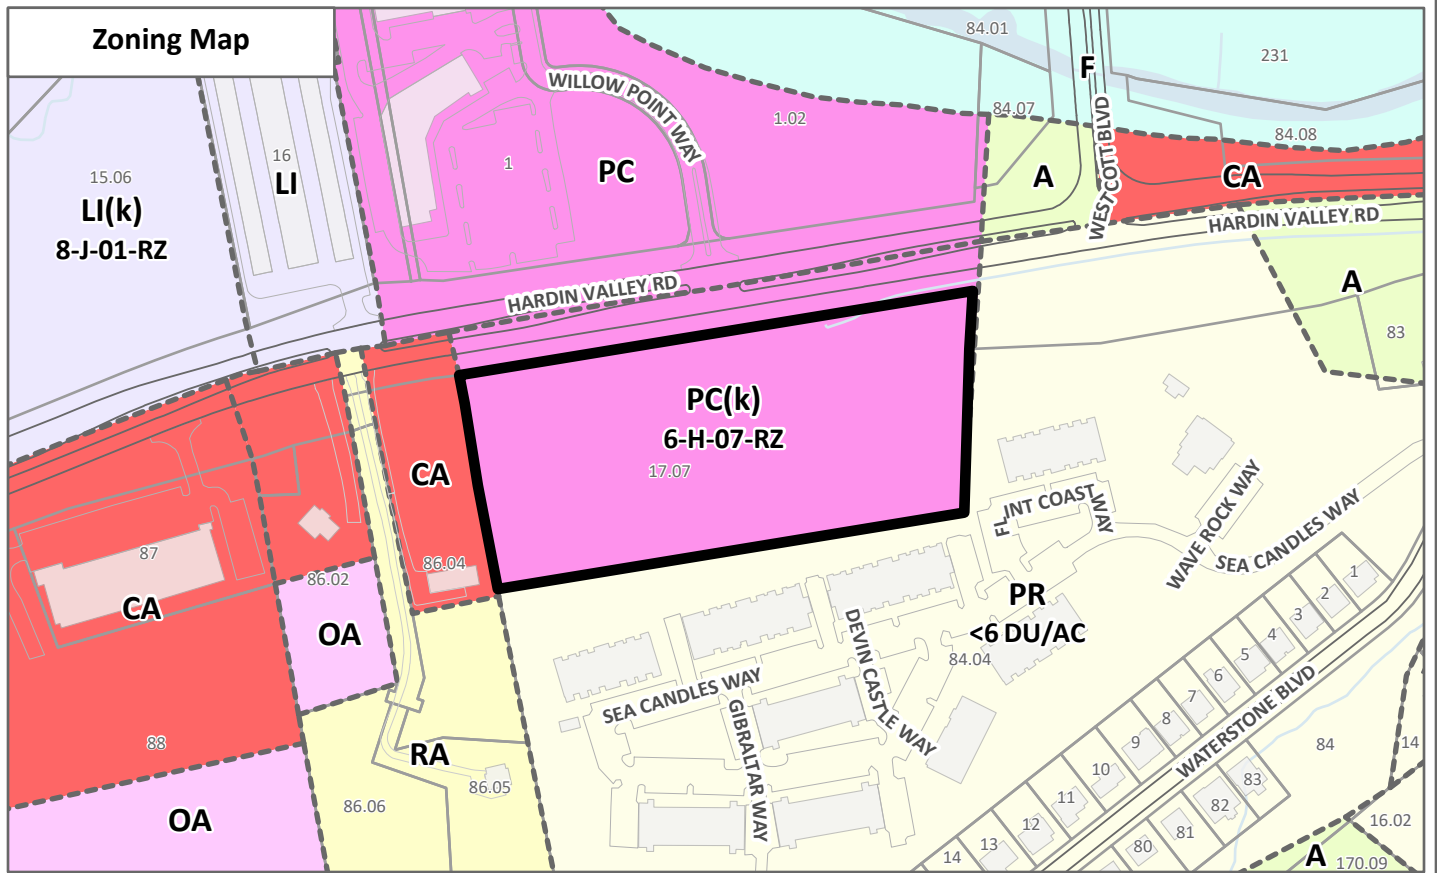 Zoning Map
84.01
231
F
WILLOW POINT WAY
1.02
84.07
WESTCOTT BLVD
84.08
16
LI
1
PC
15.06
LI(k)
8-J-01-RZ
A
CA
HARDIN VALLEY RD
HARDIN VALLEY RD
A
83
PC(k)
6-H-07-RZ
17.07
CA
87
86.02
86.04
CA
OA
FLINT COAST WAY
WAVE ROCK WAY
SEA CANDLES WAY
PR
<6 DU/AC
84.04
DEVIN CASTLE WAY
SEA CANDLES WAY
GIBRALTAR WAY
88
RA
86.05
86.06
OA
1
2
3
4
5
6
7
8
9
10
11
12
13
14
WATERSTONE BLVD
84
14
83
82
81
80
16.02
A
170.09